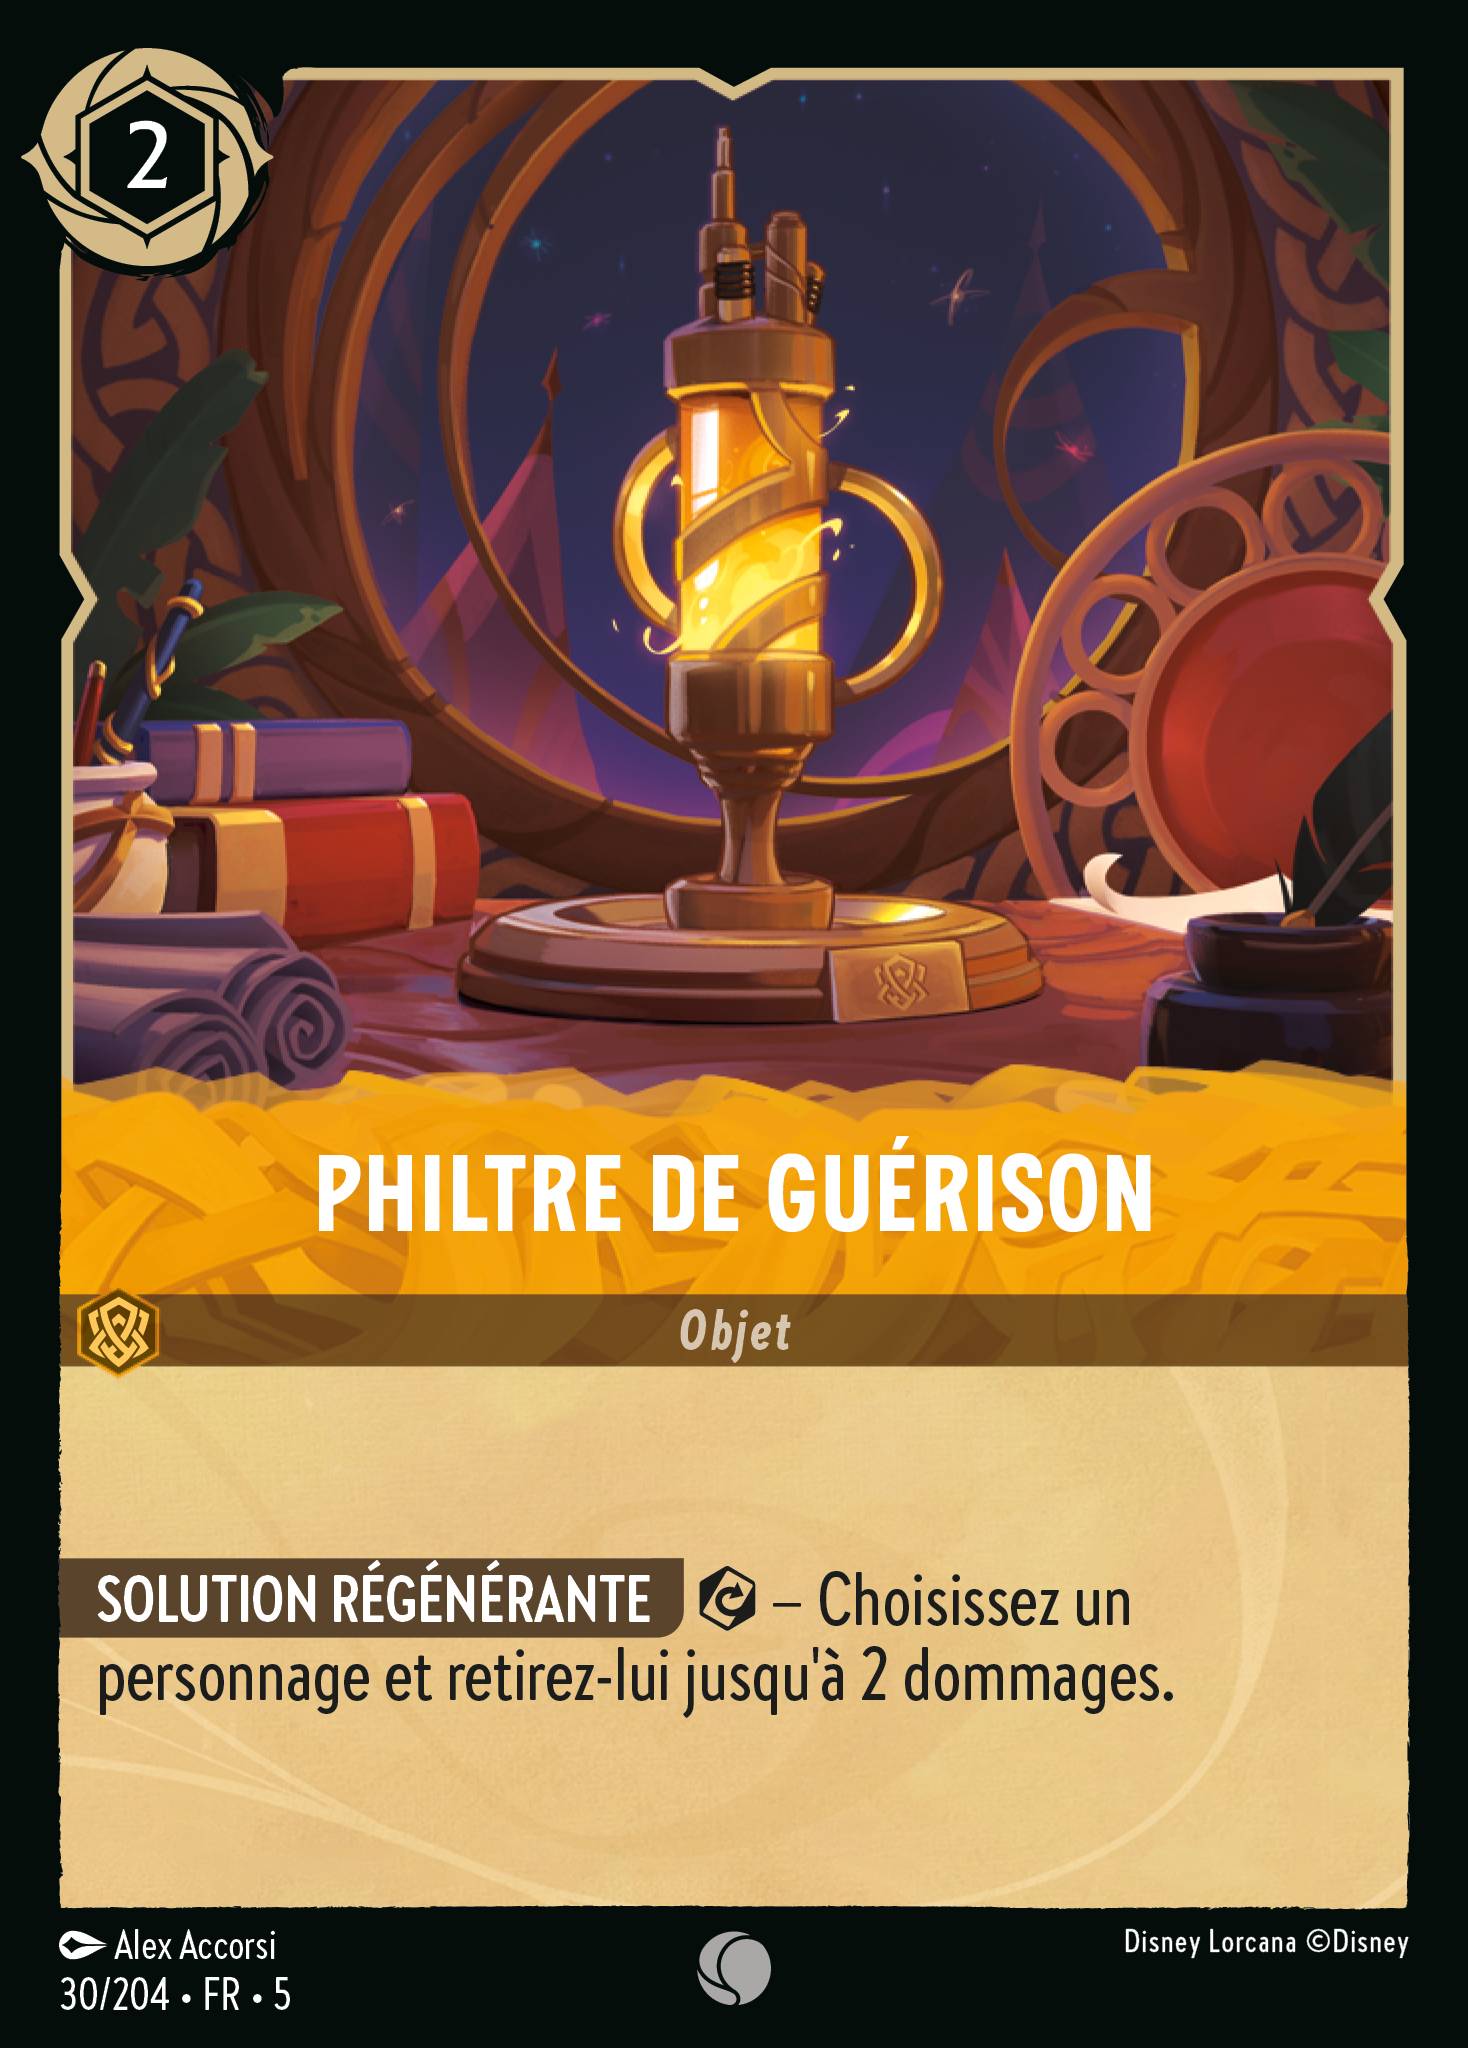 2
PHILTRE DE GUÉRISON
Objet
SOLUTION RÉGÉNÉRANTE – Choisissez un
personnage et retirez-lui jusqu'à 2 dommages.
Alex Accorsi
Disney Lorcana ©Disney
30/204 • FR • 5